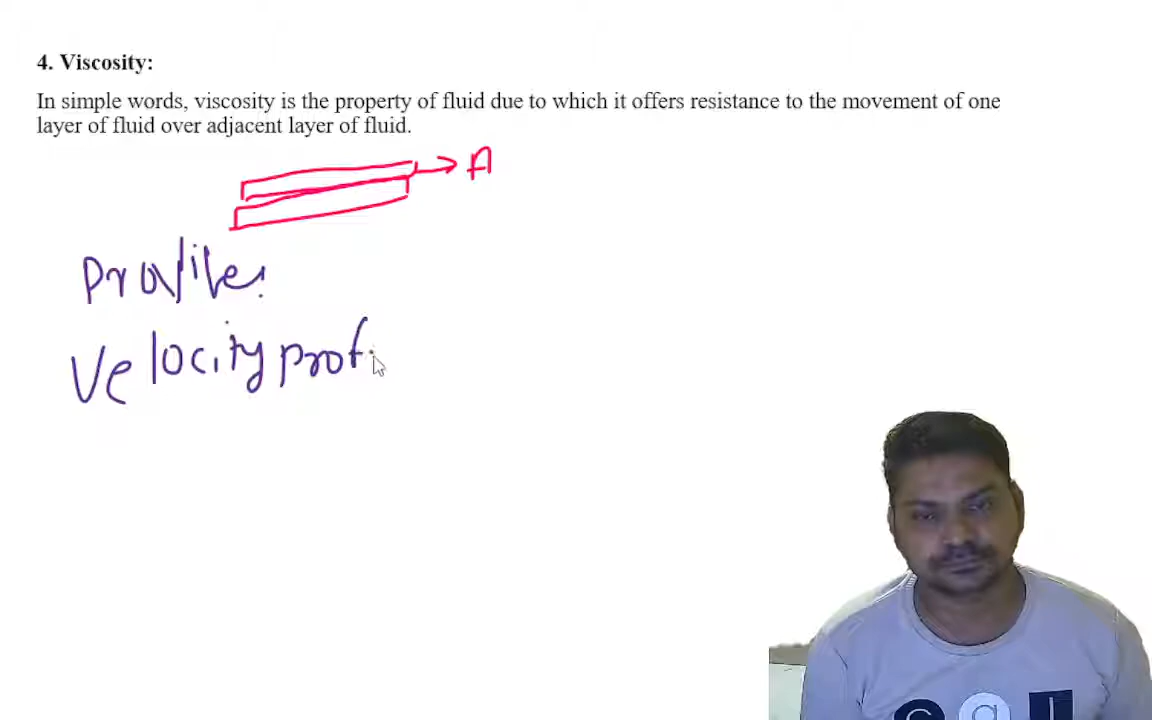 4. Viscosity:
In simple words, viscosity is the property of fluid due to which it offers resistance to the movement of one
layer of fluid over adjacent layer of fluid.
A
Profile:
Velocity prof